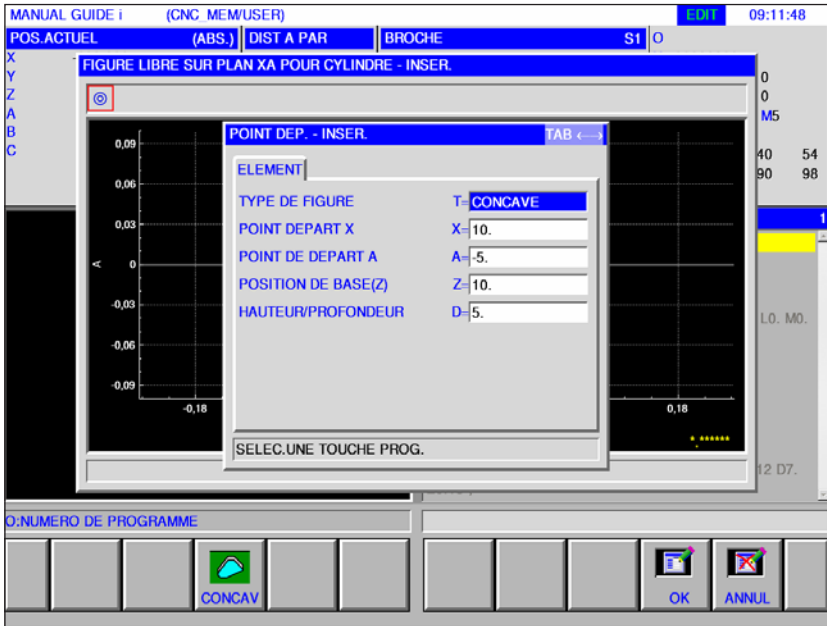 MANUAL GUIDE i (CNC_MEM/USER) EDIT 09:11:48
POS.ACTUEL (ABS.) DIST A PAR BROCHE S1 O
X
Y
Z
A
B
C
0
0
M5
40 54
90 98
FIGURE LIBRE SUR PLAN XA POUR CYLINDRE - INSER.
0,09
0,06
0,03
A 0
-0,03
-0,06
-0,09
-0,18 0,18
*.******
POINT DEP. - INSER. TAB ←→
ELEMENT
TYPE DE FIGURE T= CONCAVE
POINT DEPART X X= 10.
POINT DE DEPART A A= -5.
POSITION DE BASE(Z) Z= 10.
HAUTEUR/PROFONDEUR D= 5.
SELEC.UNE TOUCHE PROG.
1
L0. M0.
12 D7.
O:NUMERO DE PROGRAMME
CONCAV OK ANNUL